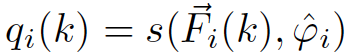 $q_i(k) = s(\vec{F}_i(k), \hat{\varphi}_i)$